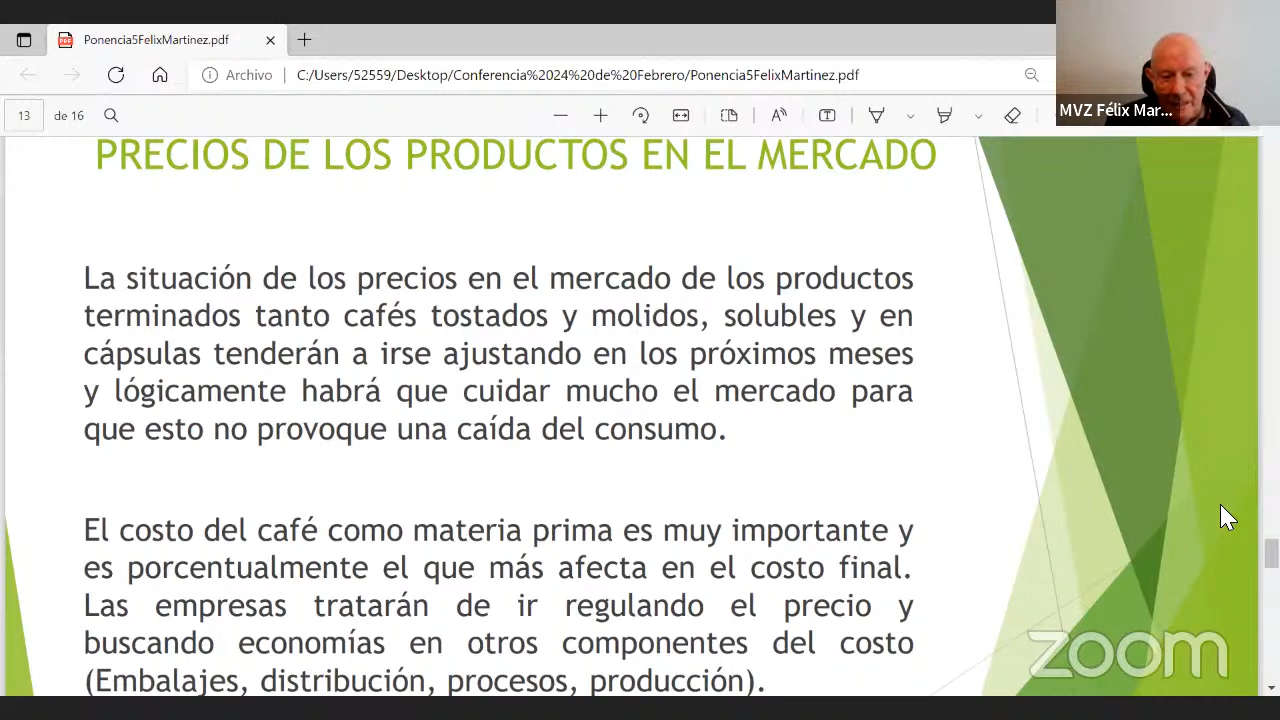 Ponencia5FelixMartinez.pdf
Archivo
C:/Users/52559/Desktop/Conferencia%2024%20de%20Febrero/Ponencia5FelixMartinez.pdf
MVZ Félix Mar...
13 de 16
PRECIOS DE LOS PRODUCTOS EN EL MERCADO
La situación de los precios en el mercado de los productos
terminados tanto cafés tostados y molidos, solubles y en
cápsulas tenderán a irse ajustando en los próximos meses
y lógicamente habrá que cuidar mucho el mercado para
que esto no provoque una caída del consumo.
El costo del café como materia prima es muy importante y
es porcentualmente el que más afecta en el costo final.
Las empresas tratarán de ir regulando el precio y
buscando economías en otros componentes del costo
(Embalajes, distribución, procesos, producción).
zoom